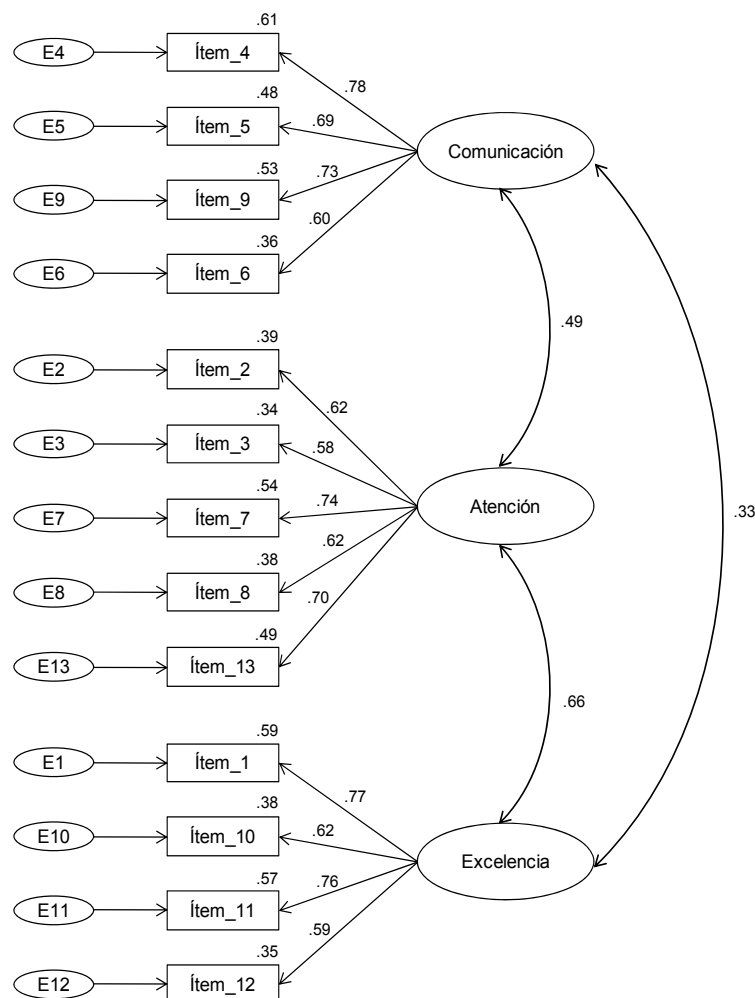 .61
E4
Ítem_4
.78
.48
E5
Ítem_5
.69
Comunicación
.53
.73
E9
Ítem_9
.60
.36
E6
Ítem_6
.49
.39
E2
Ítem_2
.62
.34
E3
Ítem_3
.58
.54
.74
E7
Ítem_7
Atención
.33
.38
.62
E8
Ítem_8
.70
.49
E13
Ítem_13
.66
.59
E1
Ítem_1
.77
.38
E10
Ítem_10
.62
Excelencia
.57
.76
E11
Ítem_11
.59
.35
E12
Ítem_12